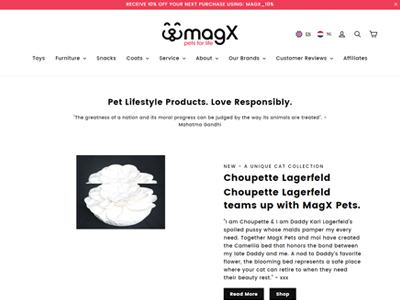 RECEIVE 10% OFF YOUR NEXT PURCHASE USING: MAGX_10%
magX
pets for life
EN NL
Toys Furniture Snacks Coats Service About Our Brands Customer Reviews Affiliates
Pet Lifestyle Products. Love Responsibly.
"The greatness of a nation and its moral progress can be judged by the way its animals are treated". -
Mahatma Gandhi
NEW - A UNIQUE CAT COLLECTION
Choupette Lagerfeld
Choupette Lagerfeld
teams up with MagX Pets.
"I am Choupette & I am Daddy Karl Lagerfeld's
spoiled pussy whose maids pamper my every
need. Together MagX Pets and moi have created
the Camellia bed that honors the bond between
my late Daddy and me. A nod to Daddy's favorite
flower, the blooming bed represents a safe place
where your cat can retire to when they need
their beauty rest." - xxx
Read More Shop